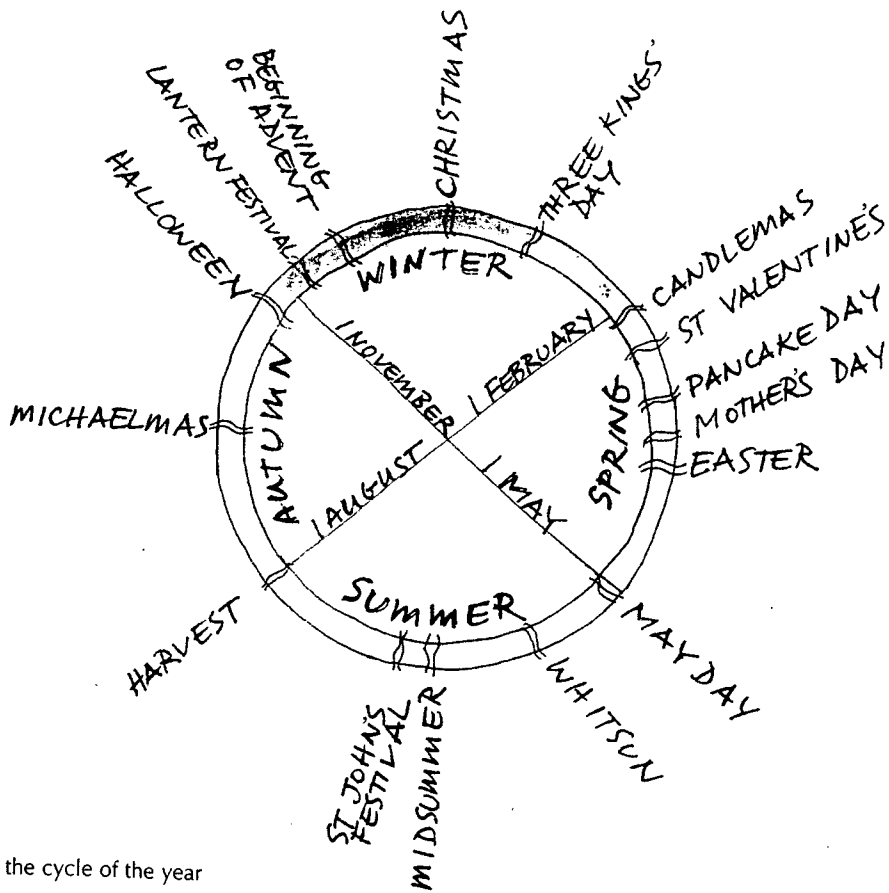 CHRISTMAS
THREE KINGS'
DAY
CANDLEMAS
ST VALENTINE'S
PANCAKE DAY
MOTHER'S DAY
EASTER
MAY DAY
WHITSUN
MIDSUMMER
ST JOHN'S
FESTIVAL
HARVEST
MICHAELMAS
HALLOWEEN
LANTERN FESTIVAL
BEGINNING
OF ADVENT
WINTER
SPRING
SUMMER
AUTUMN
1 NOVEMBER
1 FEBRUARY
1 MAY
1 AUGUST
the cycle of the year